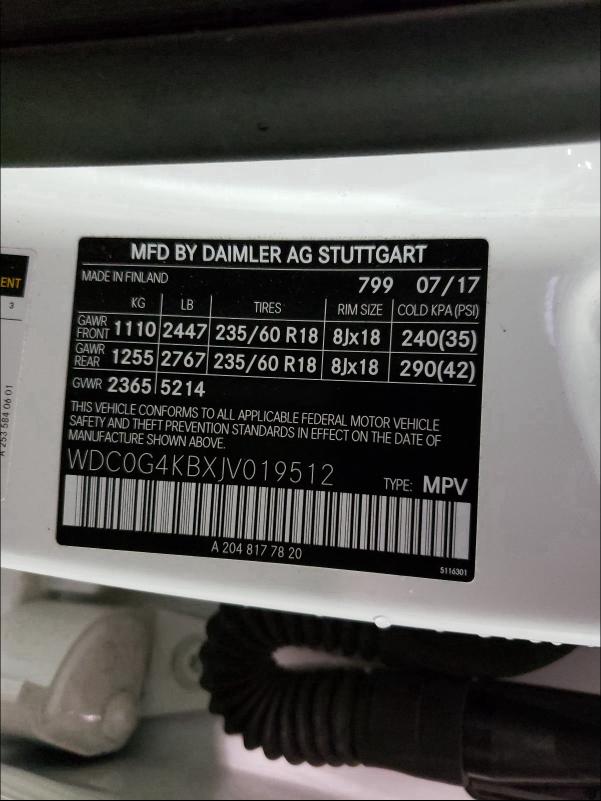 MFD BY DAIMLER AG STUTTGART
MADE IN FINLAND 799 07/17
KG LB TIRES RIM SIZE COLD KPA (PSI)
GAWR FRONT 1110 2447 235/60 R18 8Jx18 240(35)
GAWR REAR 1255 2767 235/60 R18 8Jx18 290(42)
GVWR 2365 5214
THIS VEHICLE CONFORMS TO ALL APPLICABLE FEDERAL MOTOR VEHICLE
SAFETY AND THEFT PREVENTION STANDARDS IN EFFECT ON THE DATE OF
MANUFACTURE SHOWN ABOVE.
WDC0G4KBXJV019512 TYPE: MPV
A 204 817 78 20
5116301
ENT
3
A 253 584 06 01